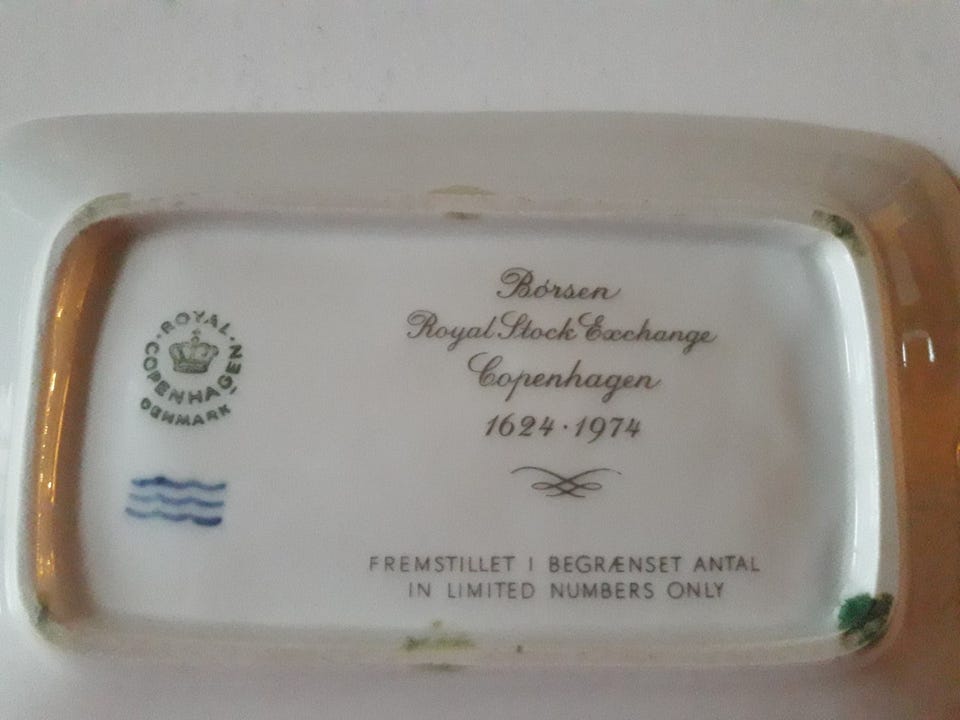 ROYAL
COPENHAGEN
DENMARK
Börsen
Royal Stock Exchange
Copenhagen
1624 · 1974
FREMSTILLET I BEGRÆNSET ANTAL
IN LIMITED NUMBERS ONLY